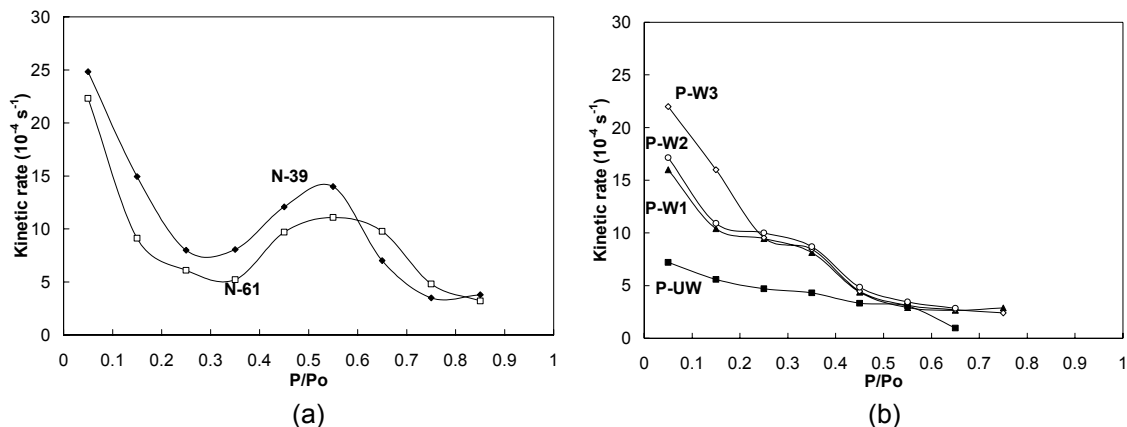 30
25
20
15
10
5
0
Kinetic rate (10⁻⁴ s⁻¹)
N-39
N-61
0 0.1 0.2 0.3 0.4 0.5 0.6 0.7 0.8 0.9 1
P/Po
(a)
30
25
20
15
10
5
0
Kinetic rate (10⁻⁴ s⁻¹)
P-W3
P-W2
P-W1
P-UW
0 0.1 0.2 0.3 0.4 0.5 0.6 0.7 0.8 0.9 1
P/Po
(b)